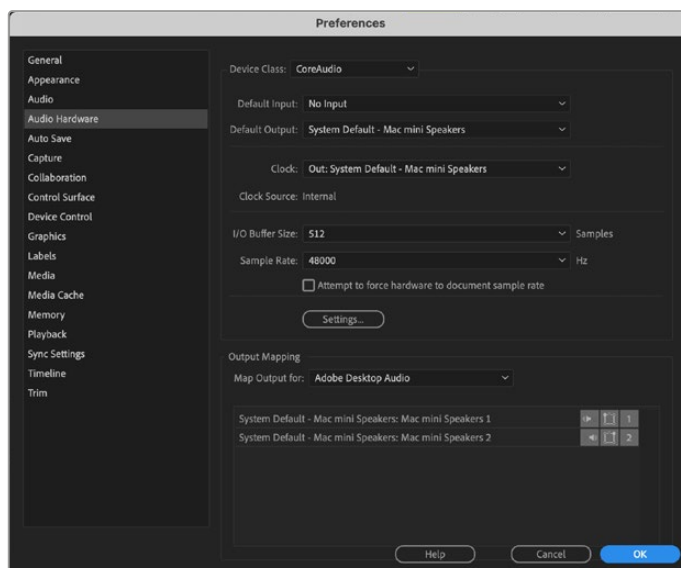 Preferences
General
Appearance
Audio
Audio Hardware
Auto Save
Capture
Collaboration
Control Surface
Device Control
Graphics
Labels
Media
Media Cache
Memory
Playback
Sync Settings
Timeline
Trim
Device Class: CoreAudio
Default Input: No Input
Default Output: System Default - Mac mini Speakers
Clock: Out: System Default - Mac mini Speakers
Clock Source: Internal
I/O Buffer Size: 512 Samples
Sample Rate: 48000 Hz
Attempt to force hardware to document sample rate
Settings...
Output Mapping
Map Output for: Adobe Desktop Audio
System Default - Mac mini Speakers: Mac mini Speakers 1 1
System Default - Mac mini Speakers: Mac mini Speakers 2 2
Help Cancel OK